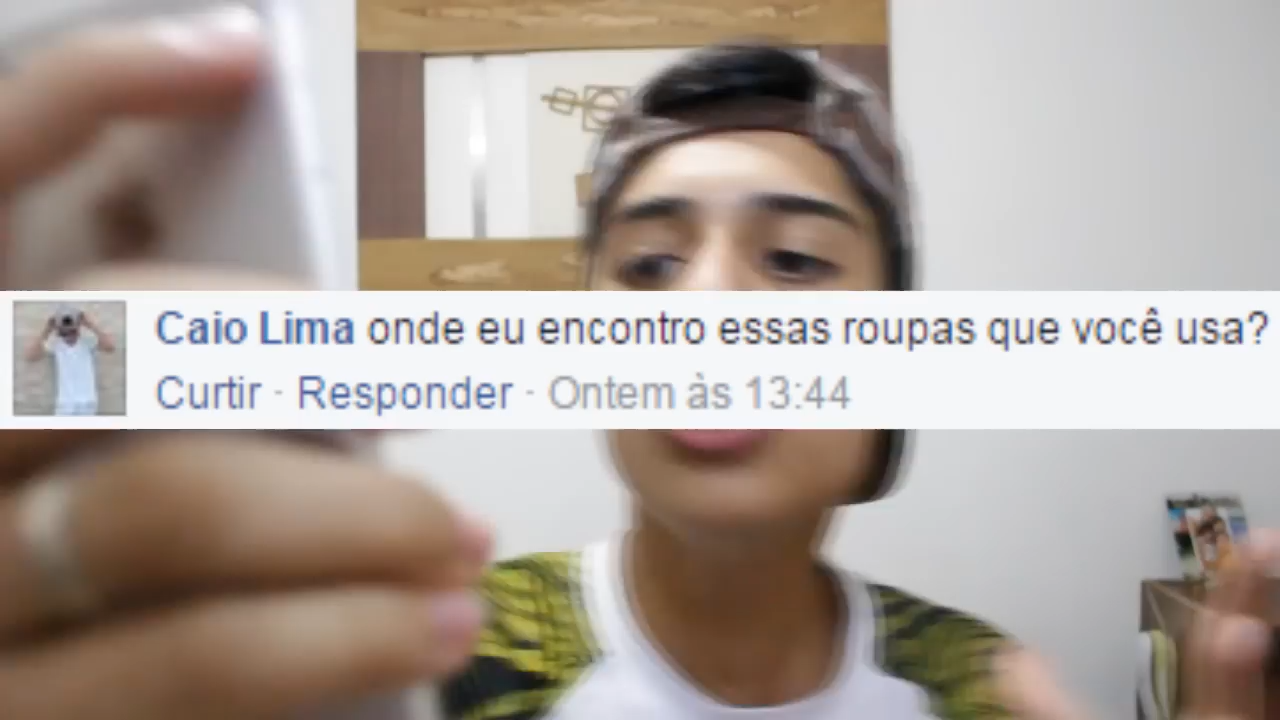 Caio Lima onde eu encontro essas roupas que você usa?
Curtir · Responder · Ontem às 13:44